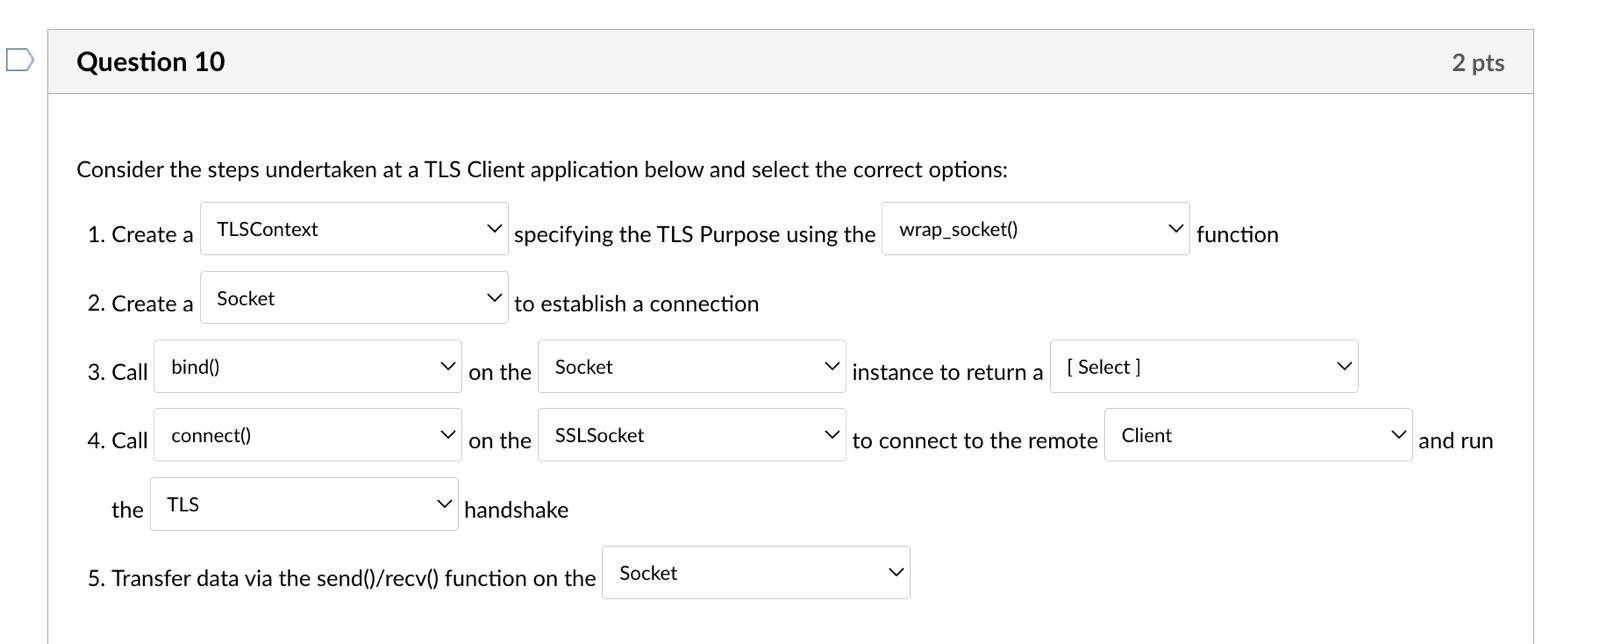 Question 10 2 pts
Consider the steps undertaken at a TLS Client application below and select the correct options:
1. Create a TLSContext specifying the TLS Purpose using the wrap_socket() function
2. Create a Socket to establish a connection
3. Call bind() on the Socket instance to return a [ Select ]
4. Call connect() on the SSLSocket to connect to the remote Client and run
the TLS handshake
5. Transfer data via the send()/recv() function on the Socket